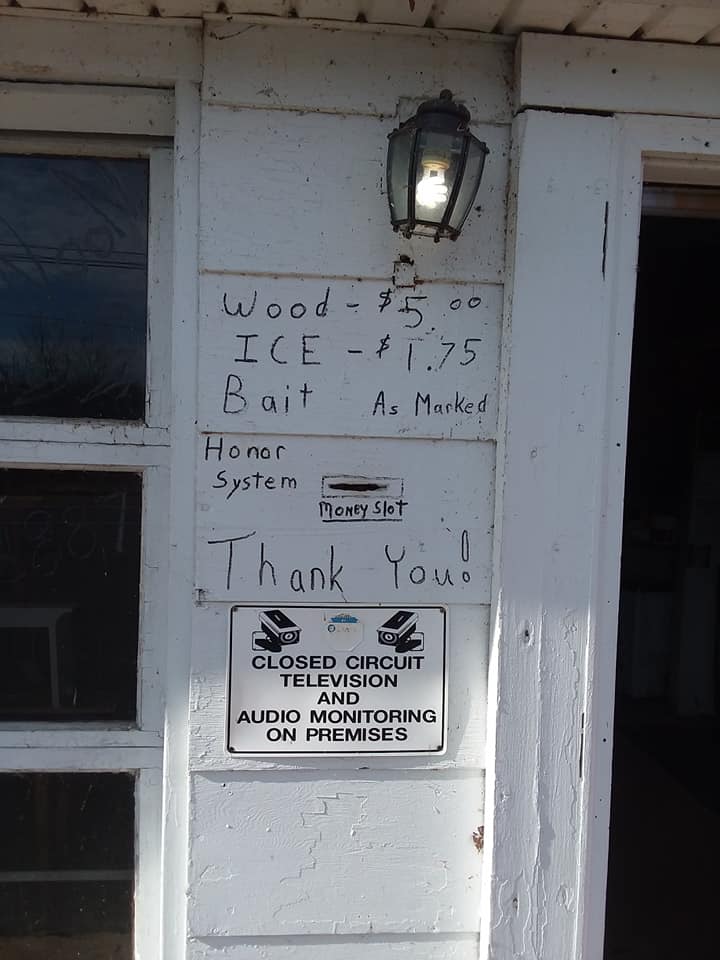 Wood - $5.00
ICE - $1.75
Bait As Marked
Honor
System
Money Slot
Thank You!
CLOSED CIRCUIT
TELEVISION
AND
AUDIO MONITORING
ON PREMISES